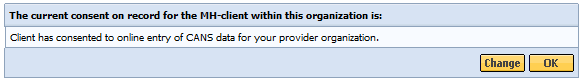 The current consent on record for the MH-client within this organization is:
Client has consented to online entry of CANS data for your provider organization.
Change OK